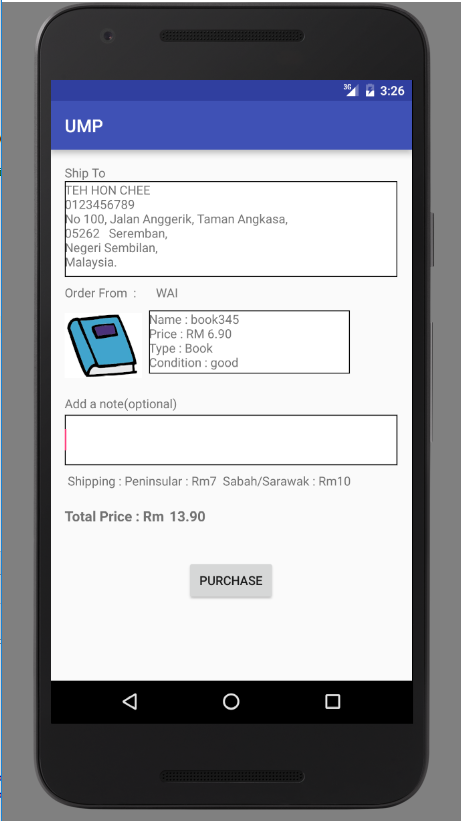 3G 3:26
UMP
Ship To
TEH HON CHEE
0123456789
No 100, Jalan Anggerik, Taman Angkasa,
05262   Seremban,
Negeri Sembilan,
Malaysia.
Order From  :      WAI
Name : book345
Price : RM 6.90
Type : Book
Condition : good
Add a note(optional)
Shipping : Peninsular : Rm7  Sabah/Sarawak : Rm10
Total Price : Rm  13.90
PURCHASE